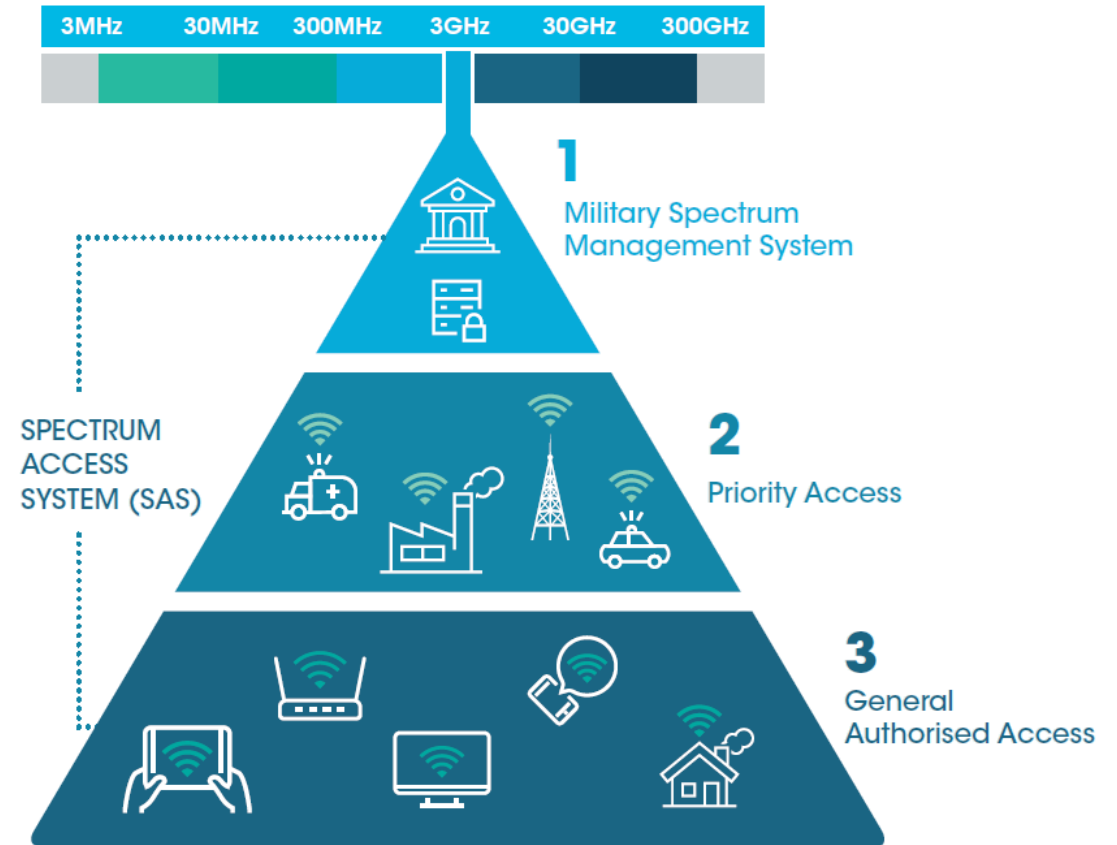 3MHz 30MHz 300MHz 3GHz 30GHz 300GHz
1
Military Spectrum
Management System
SPECTRUM
ACCESS
SYSTEM (SAS)
2
Priority Access
3
General
Authorised Access